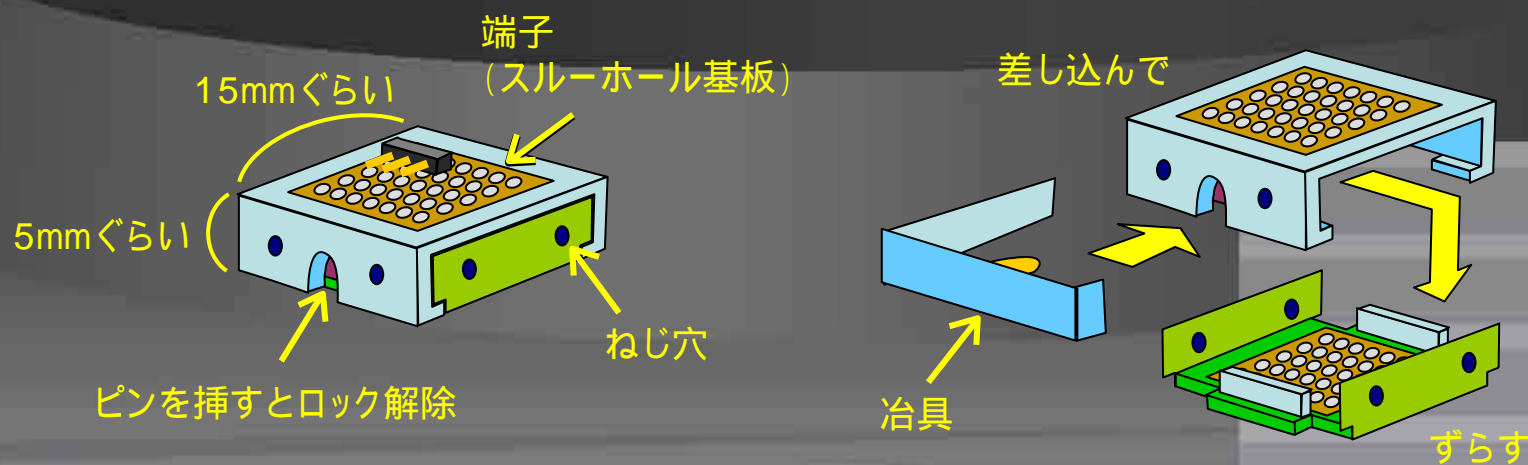 端子
(スルーホール基板)
15mmぐらい
5mmぐらい
ねじ穴
ピンを挿すとロック解除
差し込んで
冶具
ずらす